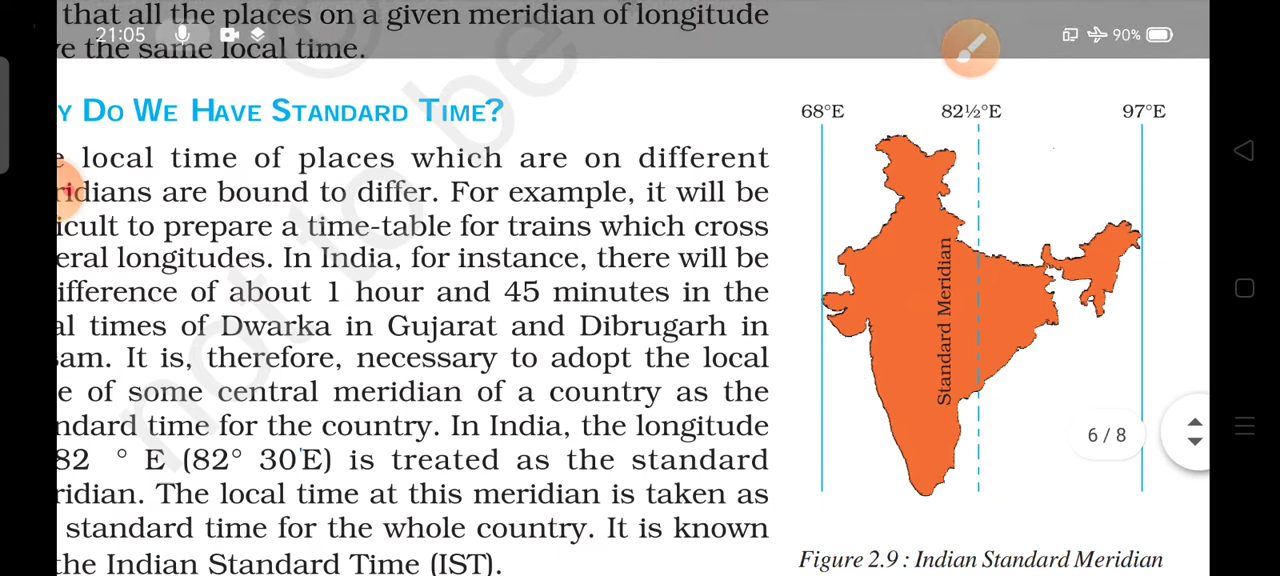 that all the places on a given meridian of longitude
21:05
90%
e the same local time.
Y DO WE HAVE STANDARD TIME?
e local time of places which are on different
ridians are bound to differ. For example, it will be
icult to prepare a time-table for trains which cross
eral longitudes. In India, for instance, there will be
ifference of about 1 hour and 45 minutes in the
al times of Dwarka in Gujarat and Dibrugarh in
sam. It is, therefore, necessary to adopt the local
e of some central meridian of a country as the
ndard time for the country. In India, the longitude
82 ° E (82° 30'E) is treated as the standard
ridian. The local time at this meridian is taken as
standard time for the whole country. It is known
the Indian Standard Time (IST).
not to be
68°E 82½°E 97°E
Standard Meridian
6 / 8
Figure 2.9 : Indian Standard Meridian